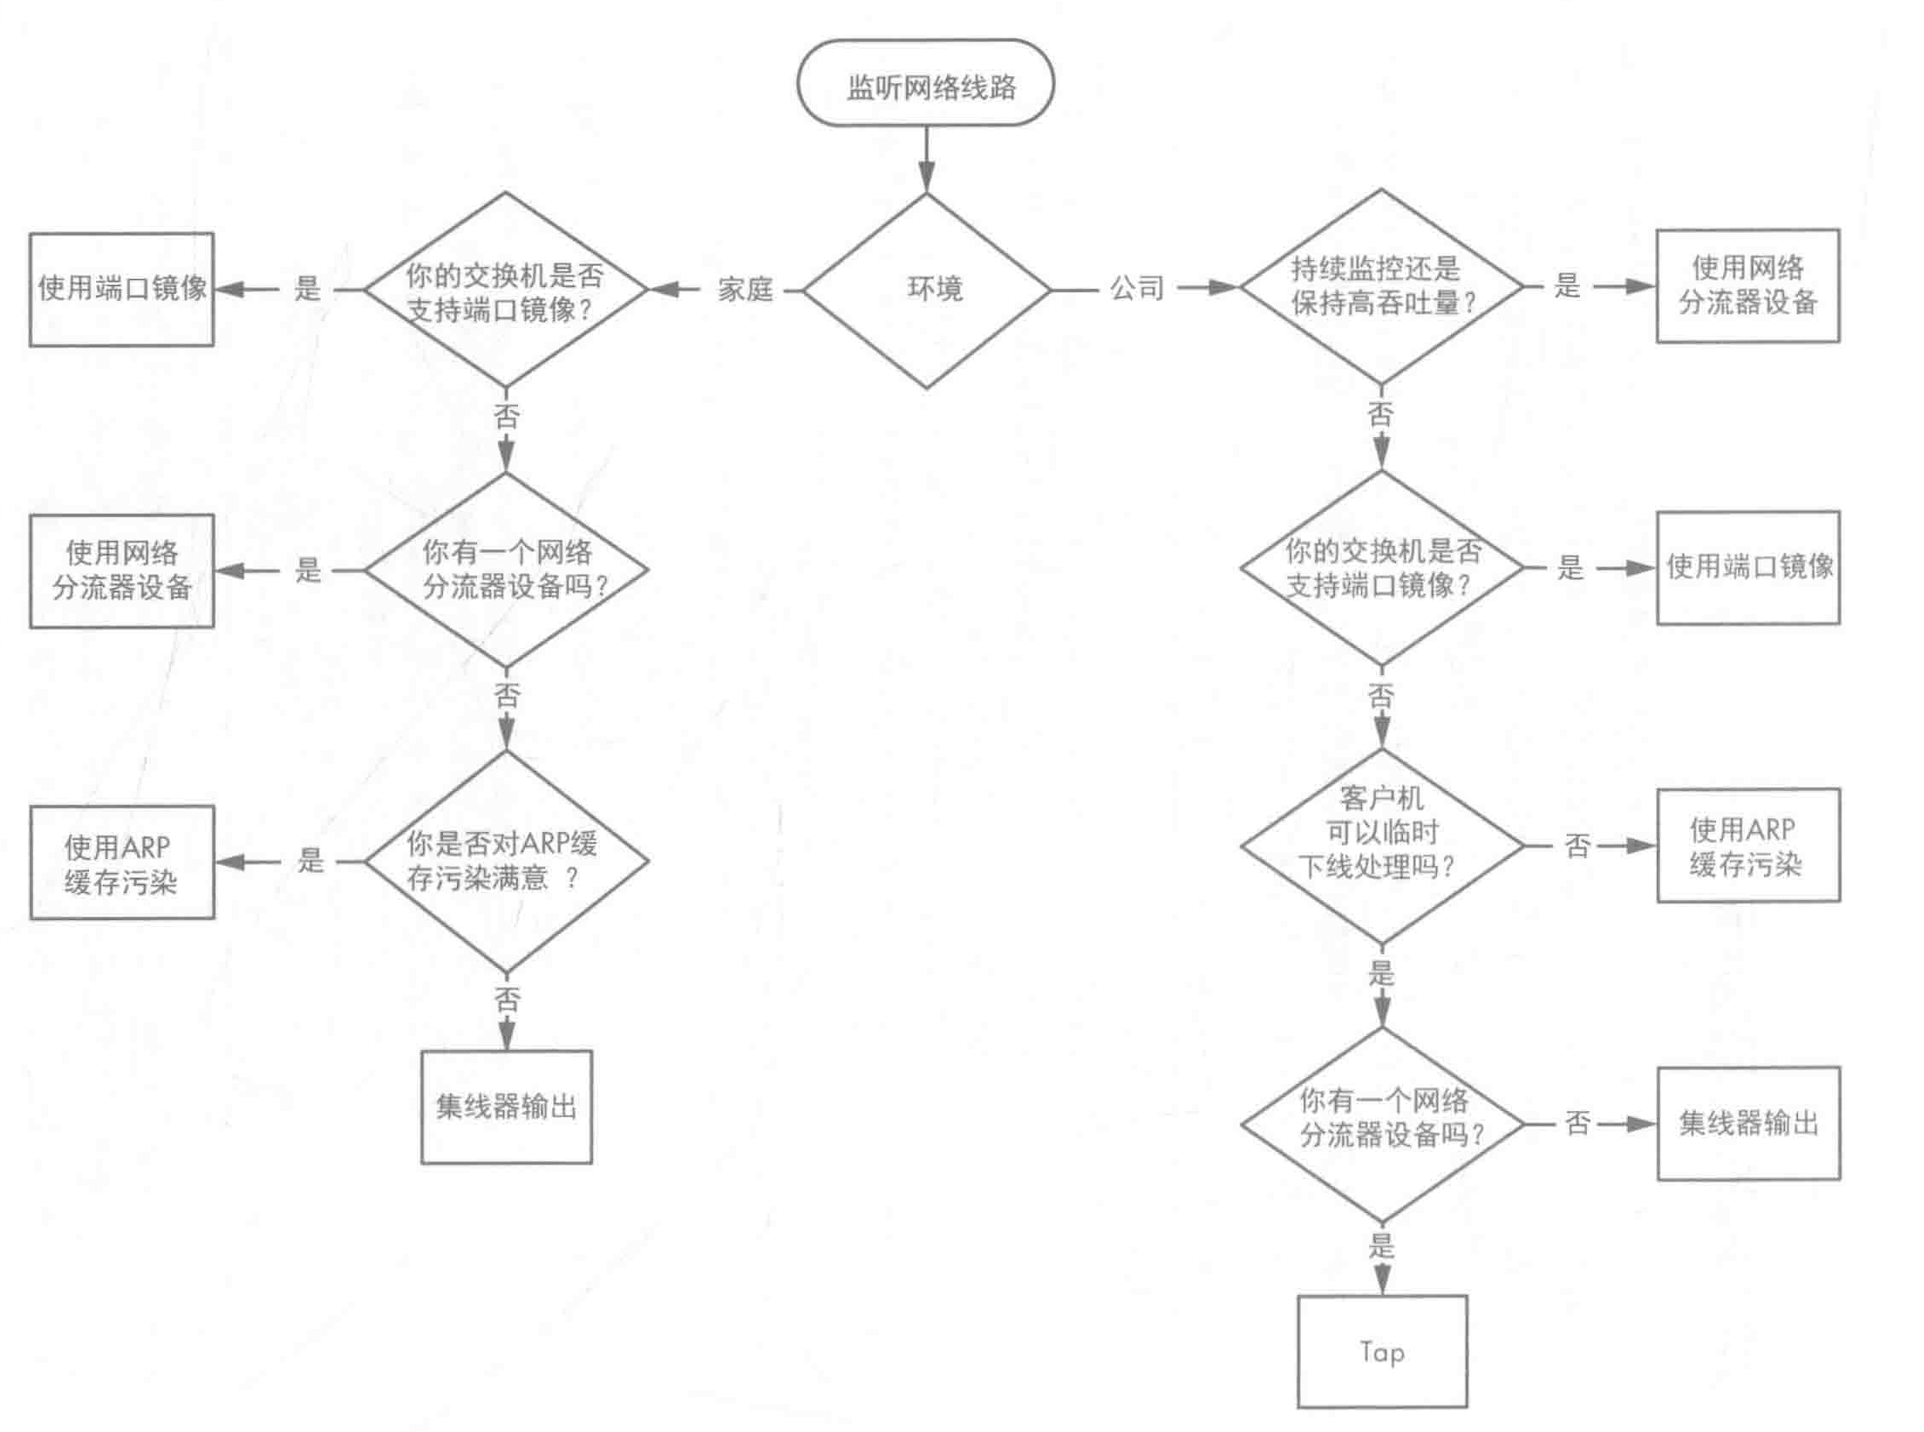 监听网络线路
环境
家庭
公司
你的交换机是否
支持端口镜像？
是
使用端口镜像
否
你有一个网络
分流器设备吗？
是
使用网络
分流器设备
否
你是否对ARP缓
存污染满意 ？
是
使用ARP
缓存污染
否
集线器输出
持续监控还是
保持高吞吐量？
是
使用网络
分流器设备
否
你的交换机是否
支持端口镜像？
是
使用端口镜像
否
客户机
可以临时
下线处理吗？
否
使用ARP
缓存污染
是
你有一个网络
分流器设备吗？
否
集线器输出
是
Tap